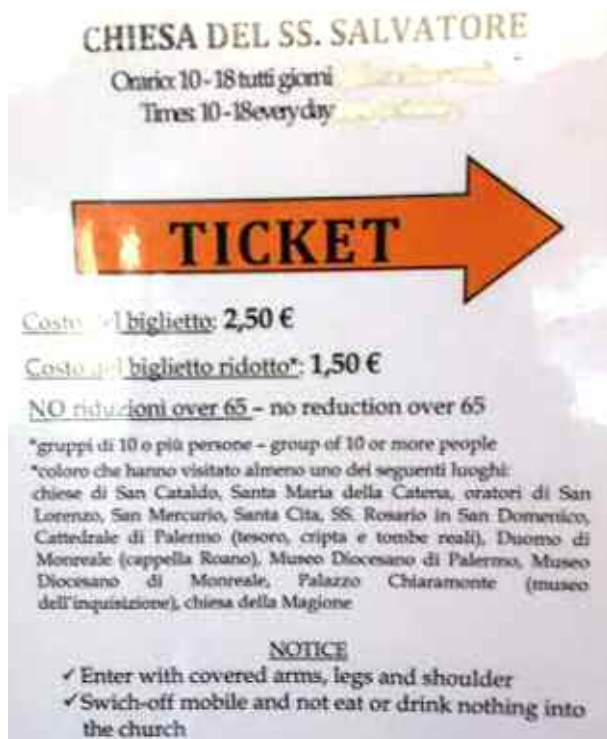 CHIESA DEL SS. SALVATORE
Orario: 10 - 18 tutti giorni
Times: 10 - 18 every day
TICKET
Costo del biglietto: 2,50 €
Costo del biglietto ridotto*: 1,50 €
NO riduzioni over 65 – no reduction over 65
*gruppi di 10 o più persone – group of 10 or more people
*coloro che hanno visitato almeno uno dei seguenti luoghi:
chiese di San Cataldo, Santa Maria della Catena, oratori di San
Lorenzo, San Mercurio, Santa Cita, SS. Rosario in San Domenico,
Cattedrale di Palermo (tesoro, cripta e tombe reali), Duomo di
Monreale (cappella Roano), Museo Diocesano di Palermo, Museo
Diocesano di Monreale, Palazzo Chiaramonte (museo
dell'inquisizione), chiesa della Magione
NOTICE
✓ Enter with covered arms, legs and shoulder
✓ Swich-off mobile and not eat or drink nothing into
the church